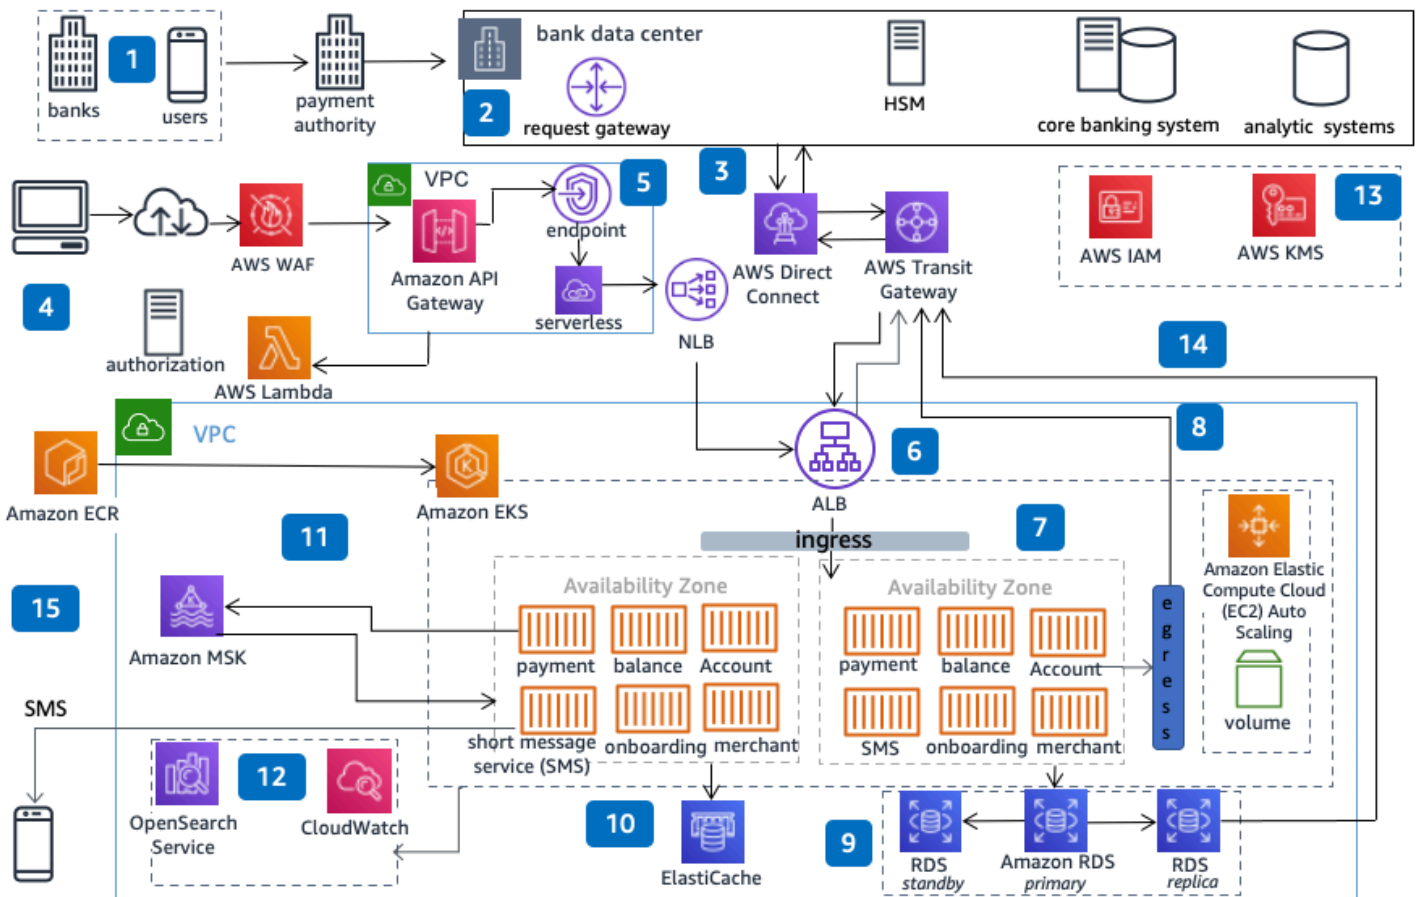 1
banks
users
payment
authority
bank data center
2
request gateway
HSM
core banking system
analytic systems
3
AWS Direct
Connect
AWS Transit
Gateway
13
AWS IAM
AWS KMS
4
AWS WAF
VPC
5
Amazon API
Gateway
endpoint
serverless
NLB
authorization
AWS Lambda
14
8
VPC
6
ALB
Amazon ECR
Amazon EKS
11
7
ingress
Availability Zone
payment
balance
Account
short message
service (SMS)
onboarding
merchant
Availability Zone
payment
balance
Account
SMS
onboarding
merchant
egress
Amazon Elastic
Compute Cloud
(EC2) Auto
Scaling
volume
15
Amazon MSK
SMS
12
OpenSearch
Service
CloudWatch
10
ElastiCache
9
RDS
standby
Amazon RDS
primary
RDS
replica